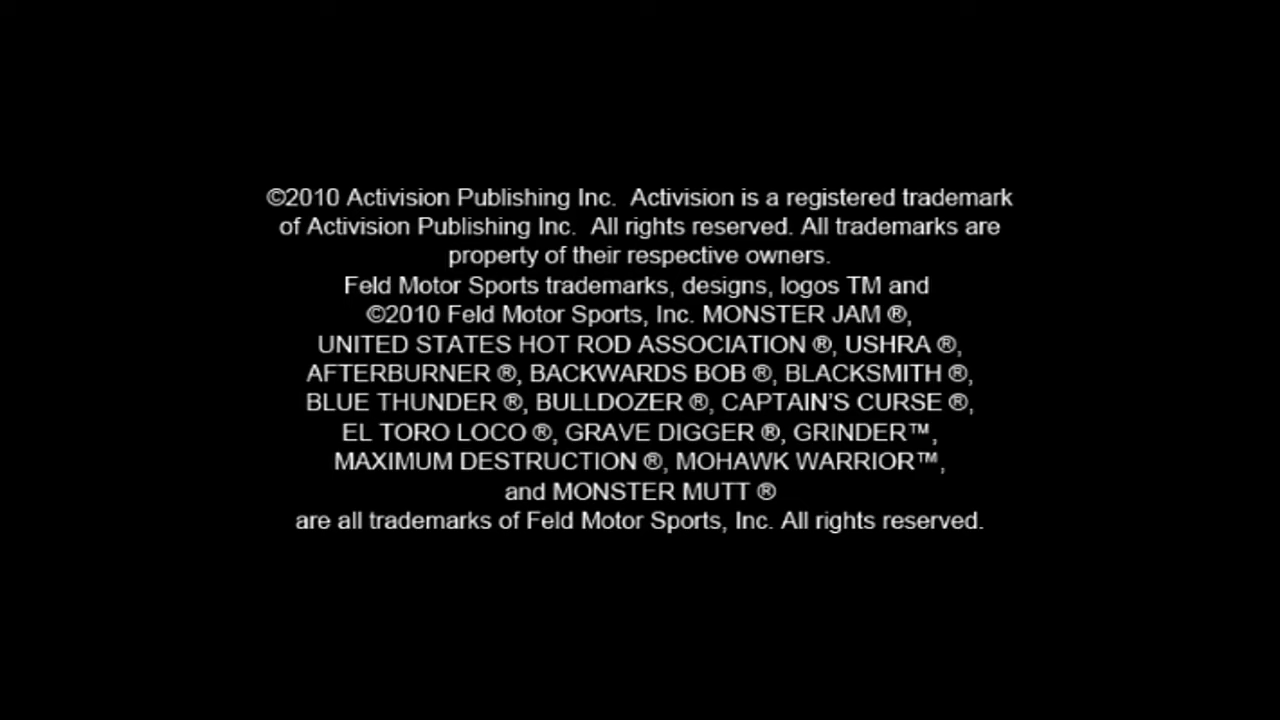 ©2010 Activision Publishing Inc.  Activision is a registered trademark
of Activision Publishing Inc.  All rights reserved. All trademarks are
property of their respective owners.
Feld Motor Sports trademarks, designs, logos TM and
©2010 Feld Motor Sports, Inc. MONSTER JAM ®,
UNITED STATES HOT ROD ASSOCIATION ®, USHRA ®,
AFTERBURNER ®, BACKWARDS BOB ®, BLACKSMITH ®,
BLUE THUNDER ®, BULLDOZER ®, CAPTAIN’S CURSE ®,
EL TORO LOCO ®, GRAVE DIGGER ®, GRINDER™,
MAXIMUM DESTRUCTION ®, MOHAWK WARRIOR™,
and MONSTER MUTT ®
are all trademarks of Feld Motor Sports, Inc. All rights reserved.